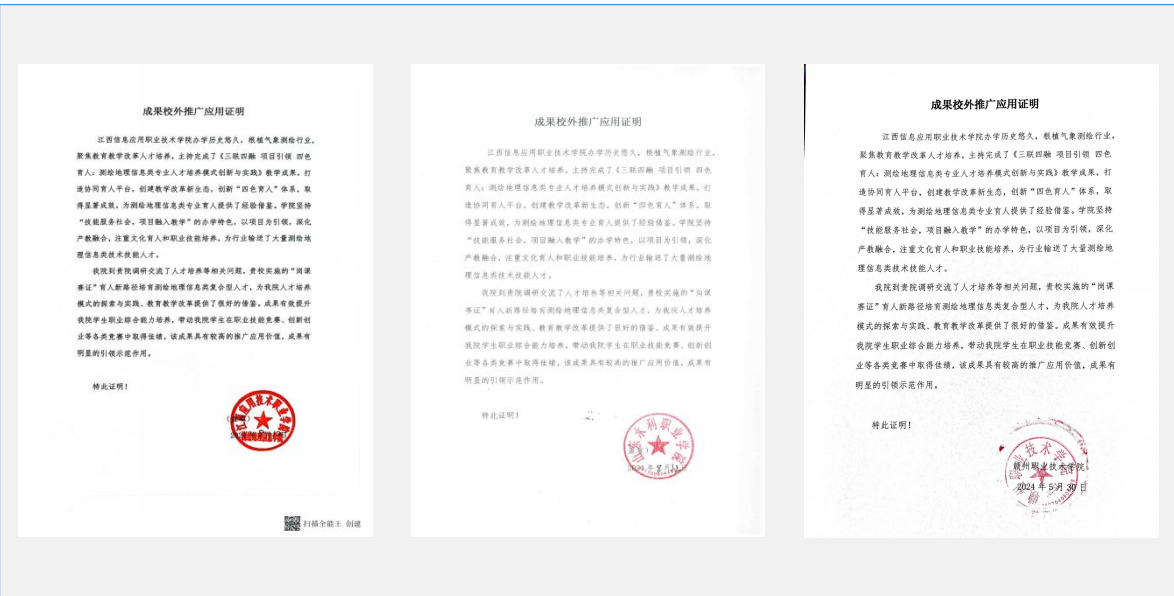 成果校外推广应用证明
江西信息应用职业技术学院办学历史悠久，根植气象测绘行业，
聚焦教育教学改革人才培养，主持完成了《三联四融 项目引领 四色
育人：测绘地理信息类专业人才培养模式创新与实践》教学成果，打
造协同育人平台，创建教学改革新生态，创新“四色育人”体系，取
得显著成效，为测绘地理信息类专业育人提供了经验借鉴。学院坚持
“技能服务社会，项目融入教学”的办学特色，以项目为引领，深化
产教融合，注重文化育人和职业技能培养，为行业输送了大量测绘地
理信息类技术技能人才。
我院到贵院调研交流了人才培养等相关问题，贵校实施的“岗课
赛证”育人新路径培育测绘地理信息类复合型人才，为我院人才培养
模式的探索与实践、教育教学改革提供了很好的借鉴。成果有效提升
我院学生职业综合能力培养，带动我院学生在职业技能竞赛、创新创
业等各类竞赛中取得佳绩，该成果具有较高的推广应用价值，成果有
明显的引领示范作用。
特此证明！
扫描全能王 创建
成果校外推广应用证明
江西信息应用职业技术学院办学历史悠久，根植气象测绘行业，
聚焦教育教学改革人才培养，主持完成了《三联四融 项目引领 四色
育人：测绘地理信息类专业人才培养模式创新与实践》教学成果，打
造协同育人平台，创建教学改革新生态，创新“四色育人”体系，取
得显著成效，为测绘地理信息类专业育人提供了经验借鉴。学院坚持
“技能服务社会，项目融入教学”的办学特色，以项目为引领，深化
产教融合，注重文化育人和职业技能培养，为行业输送了大量测绘地
理信息类技术技能人才。
我院到贵院调研交流了人才培养等相关问题，贵校实施的“岗课
赛证”育人新路径培育测绘地理信息类复合型人才，为我院人才培养
模式的探索与实践、教育教学改革提供了很好的借鉴。成果有效提升
我院学生职业综合能力培养，带动我院学生在职业技能竞赛、创新创
业等各类竞赛中取得佳绩，该成果具有较高的推广应用价值，成果有
明显的引领示范作用。
特此证明！
山东水利职业学院
成果校外推广应用证明
江西信息应用职业技术学院办学历史悠久，根植气象测绘行业，
聚焦教育教学改革人才培养，主持完成了《三联四融 项目引领 四色
育人：测绘地理信息类专业人才培养模式创新与实践》教学成果，打
造协同育人平台，创建教学改革新生态，创新“四色育人”体系，取
得显著成效，为测绘地理信息类专业育人提供了经验借鉴。学院坚持
“技能服务社会，项目融入教学”的办学特色，以项目为引领，深化
产教融合，注重文化育人和职业技能培养，为行业输送了大量测绘地
理信息类技术技能人才。
我院到贵院调研交流了人才培养等相关问题，贵校实施的“岗课
赛证”育人新路径培育测绘地理信息类复合型人才，为我院人才培养
模式的探索与实践、教育教学改革提供了很好的借鉴。成果有效提升
我院学生职业综合能力培养，带动我院学生在职业技能竞赛、创新创
业等各类竞赛中取得佳绩，该成果具有较高的推广应用价值，成果有
明显的引领示范作用。
特此证明！
赣州职业技术学院
2024 年 5月 30 日